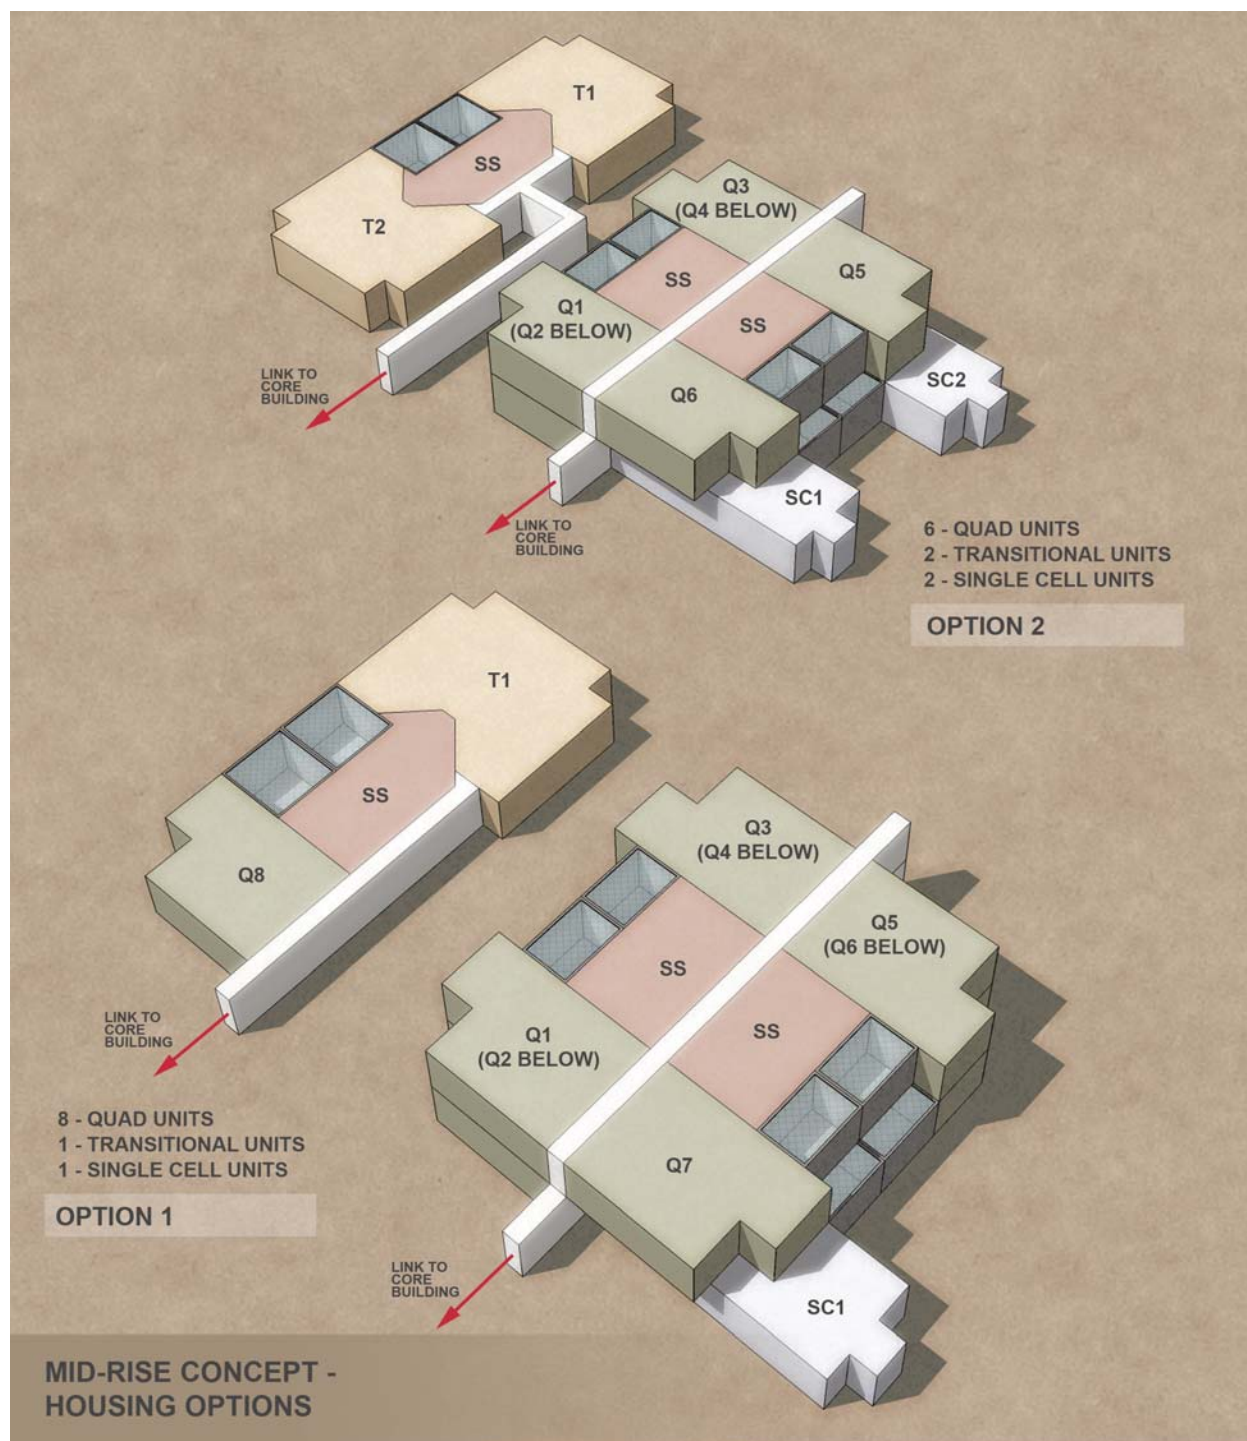 T1
SS
T2
Q3
(Q4 BELOW)
Q5
SS
Q1
(Q2 BELOW)
SS
Q6
SC2
SC1
LINK TO
CORE
BUILDING
LINK TO
CORE
BUILDING
6 - QUAD UNITS
2 - TRANSITIONAL UNITS
2 - SINGLE CELL UNITS
OPTION 2
T1
SS
Q8
Q3
(Q4 BELOW)
Q5
(Q6 BELOW)
SS
SS
Q1
(Q2 BELOW)
Q7
SC1
LINK TO
CORE
BUILDING
8 - QUAD UNITS
1 - TRANSITIONAL UNITS
1 - SINGLE CELL UNITS
OPTION 1
LINK TO
CORE
BUILDING
MID-RISE CONCEPT -
HOUSING OPTIONS